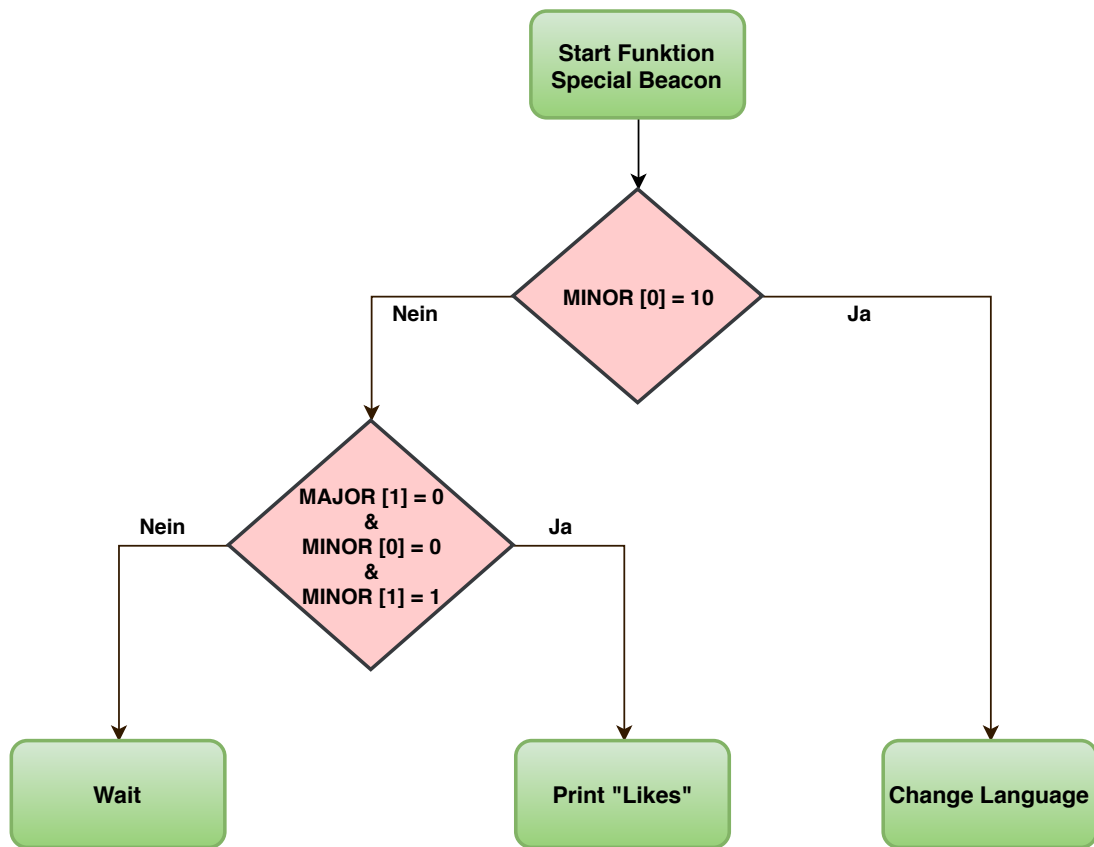 Start Funktion
Special Beacon
MINOR [0] = 10
Nein
Ja
MAJOR [1] = 0
&
MINOR [0] = 0
&
MINOR [1] = 1
Nein
Ja
Wait
Print "Likes"
Change Language